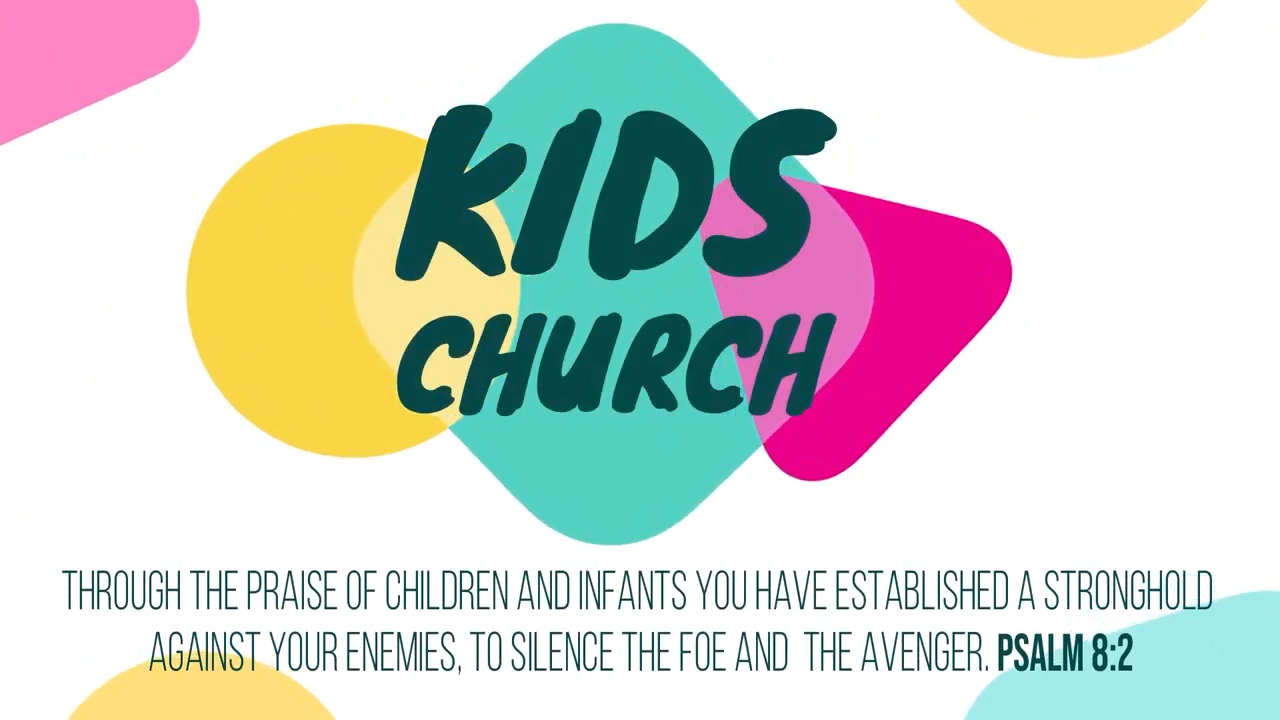 KIDS
CHURCH
THROUGH THE PRAISE OF CHILDREN AND INFANTS YOU HAVE ESTABLISHED A STRONGHOLD
AGAINST YOUR ENEMIES, TO SILENCE THE FOE AND THE AVENGER. PSALM 8:2